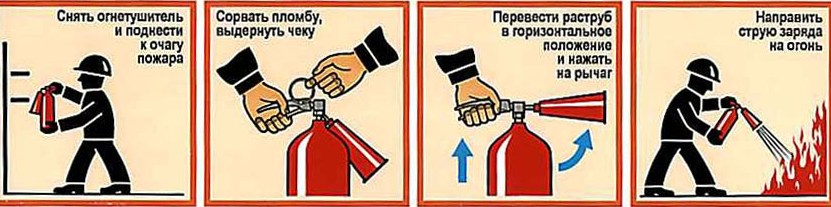 Снять огнетушитель
и поднести
к очагу
пожара
Сорвать пломбу,
выдернуть чеку
Перевести раструб
в горизонтальное
положение
и нажать
на рычаг
Направить
струю заряда
на огонь